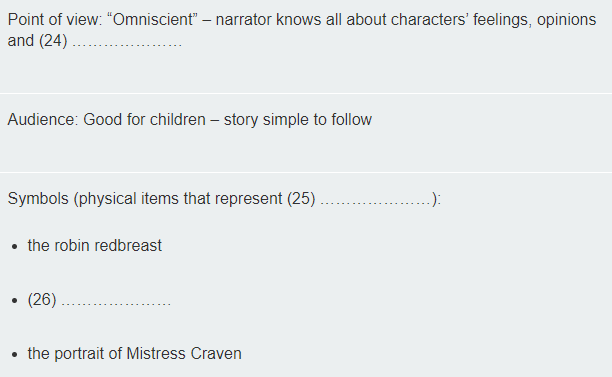 Point of view: “Omniscient” – narrator knows all about characters’ feelings, opinions
and (24) …………………
Audience: Good for children – story simple to follow
Symbols (physical items that represent (25) …………………):
• the robin redbreast
• (26) …………………
• the portrait of Mistress Craven